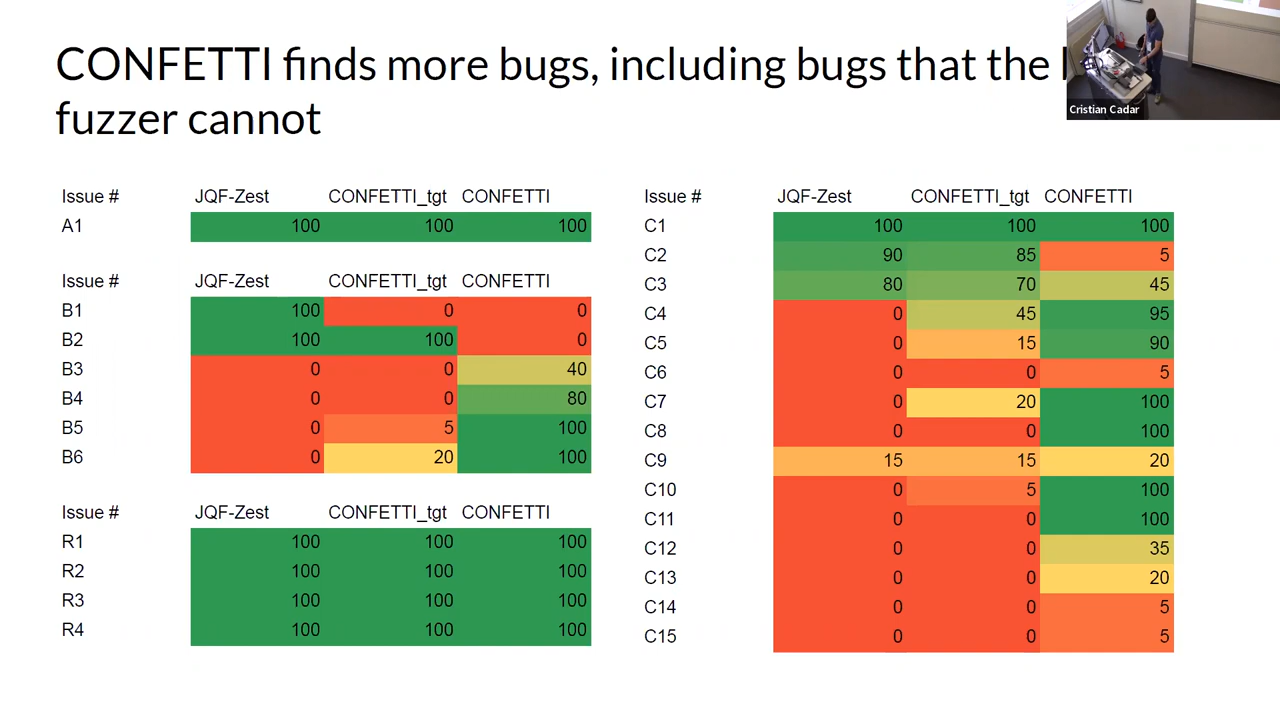 CONFETTI finds more bugs, including bugs that the
fuzzer cannot
Cristian Cadar
Issue # JQF-Zest CONFETTI_tgt CONFETTI
A1 100 100 100
Issue # JQF-Zest CONFETTI_tgt CONFETTI
B1 100 0 0
B2 100 100 0
B3 0 0 40
B4 0 0 80
B5 0 5 100
B6 0 20 100
Issue # JQF-Zest CONFETTI_tgt CONFETTI
R1 100 100 100
R2 100 100 100
R3 100 100 100
R4 100 100 100
Issue # JQF-Zest CONFETTI_tgt CONFETTI
C1 100 100 100
C2 90 85 5
C3 80 70 45
C4 0 45 95
C5 0 15 90
C6 0 0 5
C7 0 20 100
C8 0 0 100
C9 15 15 20
C10 0 5 100
C11 0 0 100
C12 0 0 35
C13 0 0 20
C14 0 0 5
C15 0 0 5